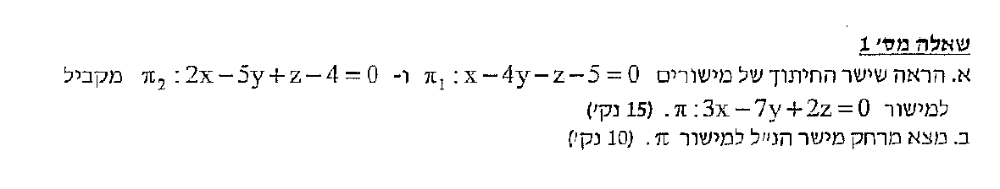 שאלה מס׳ 1
א. הראה שישר החיתוך של מישורים π₁ : x−4y−z−5=0 ו- π₂ : 2x−5y+z−4=0 מקביל
למישור π:3x−7y+2z=0 . (15 נק׳)
ב. מצא מרחק מישר הנ״ל למישור π . (10 נק׳)